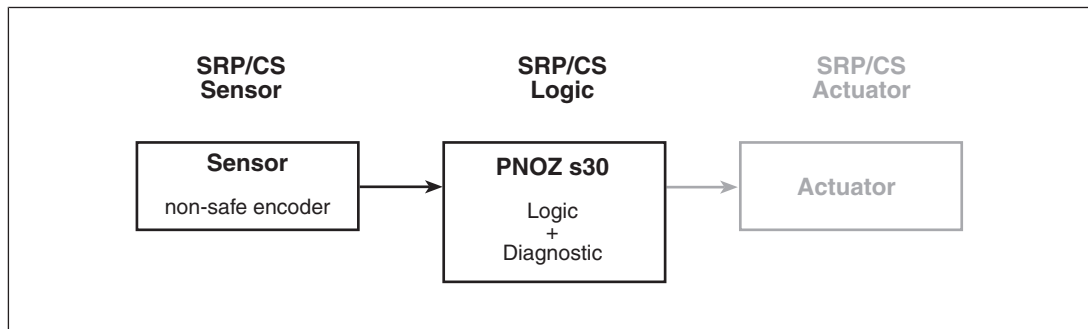 SRP/CS
Sensor
SRP/CS
Logic
SRP/CS
Actuator
Sensor
non-safe encoder
PNOZ s30
Logic
+
Diagnostic
Actuator